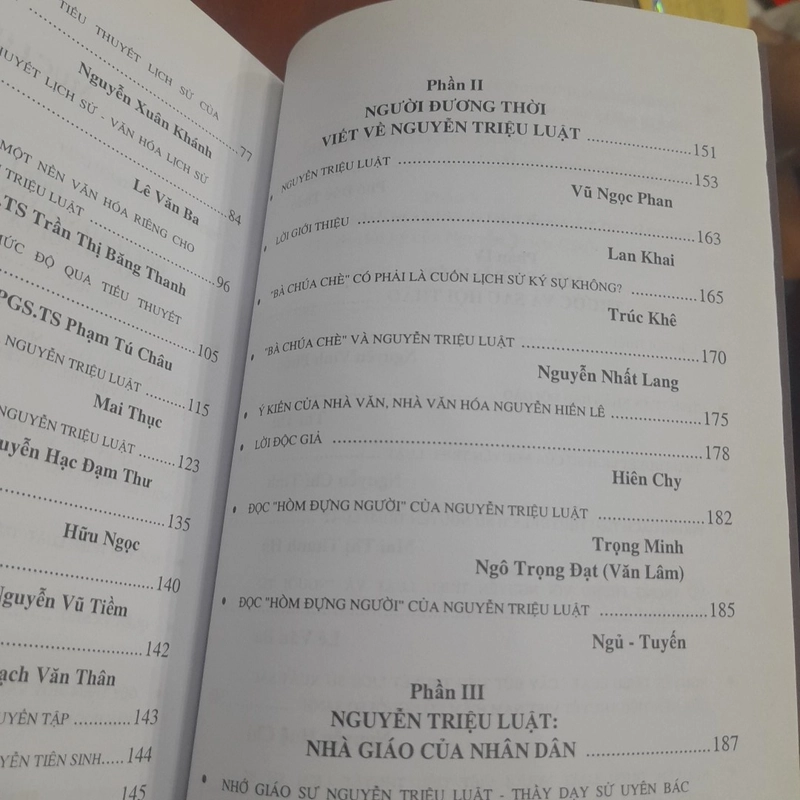 TIỂU THUYẾT LỊCH SỬ CỦA
Nguyễn Xuân Khánh
77
THUYẾT LỊCH SỬ - VĂN HÓA LỊCH SỬ
Lê Văn Ba
84
MỘT NỀN VĂN HÓA RIÊNG CHO
TRIỆU LUẬT
.TS Trần Thị Băng Thanh
96
MỨC ĐỘ QUA TIỂU THUYẾT
105
PGS.TS Phạm Tú Châu
NGUYỄN TRIỆU LUẬT
115
Mai Thục
NGUYỄN TRIỆU LUẬT
123
Nguyễn Hạc Đạm Thư
135
Hữu Ngọc
140
Nguyễn Vũ Tiềm
142
ạch Văn Thân
UYÊN TẬP ............ 143
YỄN TIÊN SINH..... 144
145
Phần II
NGƯỜI ĐƯƠNG THỜI
VIẾT VỀ NGUYỄN TRIỆU LUẬT ................ 151
• NGUYỄN TRIỆU LUẬT ................ 153
Vũ Ngọc Phan
• LỜI GIỚI THIỆU ................ 163
Lan Khai
• "BÀ CHÚA CHÈ" CÓ PHẢI LÀ CUỐN LỊCH SỬ KÝ SỰ KHÔNG? ........... 165
Trúc Khê
• "BÀ CHÚA CHÈ" VÀ NGUYỄN TRIỆU LUẬT ................ 170
Nguyễn Nhất Lang
• Ý KIẾN CỦA NHÀ VĂN, NHÀ VĂN HÓA NGUYỄN HIẾN LÊ ............ 175
• LỜI ĐỘC GIẢ ................ 178
Hiên Chy
• ĐỌC "HÒM ĐỰNG NGƯỜI" CỦA NGUYỄN TRIỆU LUẬT ................ 182
Trọng Minh
Ngô Trọng Đạt (Văn Lâm)
• ĐỌC "HÒM ĐỰNG NGƯỜI" CỦA NGUYỄN TRIỆU LUẬT ................ 185
Ngủ - Tuyến
Phần III
NGUYỄN TRIỆU LUẬT:
NHÀ GIÁO CỦA NHÂN DÂN ................ 187
• NHỚ GIÁO SƯ NGUYỄN TRIỆU LUẬT - THẦY DẠY SỬ UYÊN BÁC